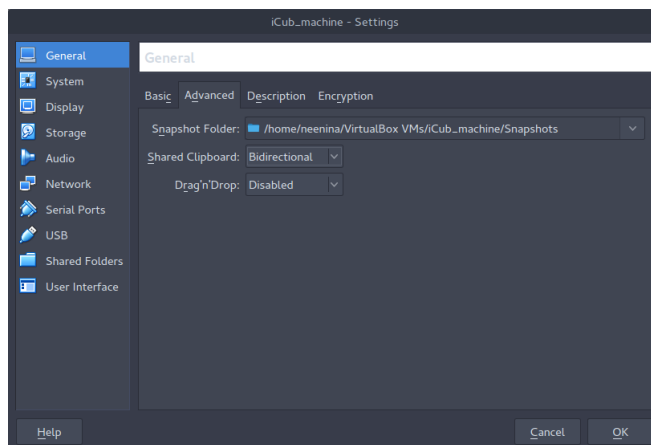 iCub_machine - Settings
General
System
Display
Storage
Audio
Network
Serial Ports
USB
Shared Folders
User Interface
General
Basic Advanced Description Encryption
Snapshot Folder: /home/neenina/VirtualBox VMs/iCub_machine/Snapshots
Shared Clipboard: Bidirectional
Drag'n'Drop: Disabled
Help Cancel OK